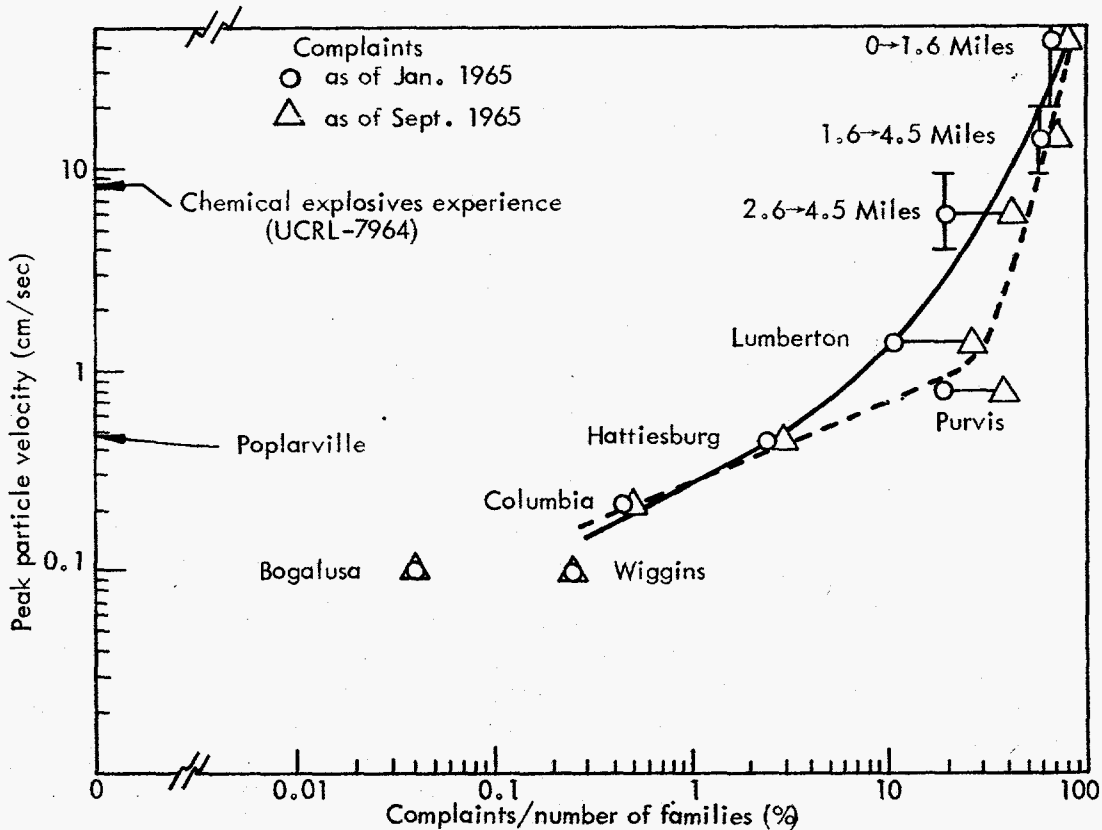 Complaints
as of Jan. 1965
as of Sept. 1965
0→1.6 Miles
1.6→4.5 Miles
2.6→4.5 Miles
10
Chemical explosives experience
(UCRL-7964)
Lumberton
1
Purvis
Hattiesburg
Poplarville
Columbia
0.1
Bogalusa
Wiggins
Peak particle velocity (cm/sec)
0
0.01
0.1
1
10
100
Complaints/number of families (%)